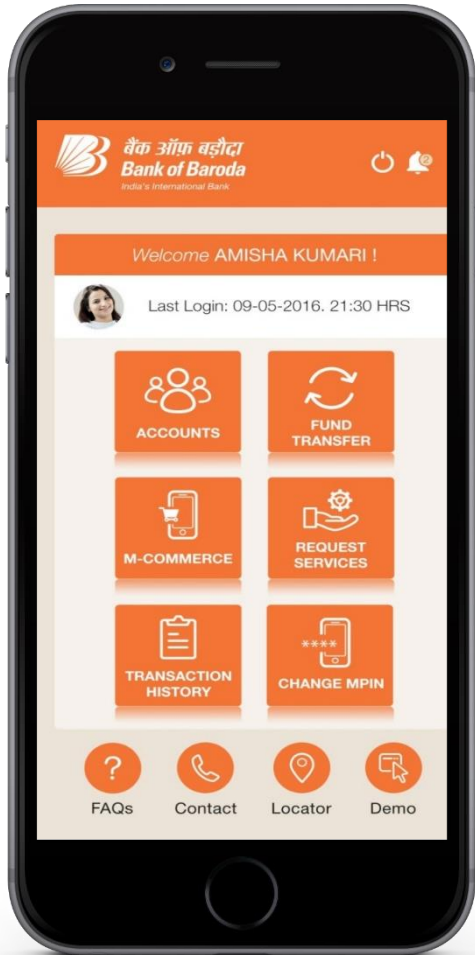 बैंक ऑफ़ बड़ौदा
Bank of Baroda
India's International Bank
2
Welcome AMISHA KUMARI !
Last Login: 09-05-2016. 21:30 HRS
ACCOUNTS
FUND
TRANSFER
M-COMMERCE
REQUEST
SERVICES
TRANSACTION
HISTORY
****
CHANGE MPIN
?
FAQs
Contact
Locator
Demo